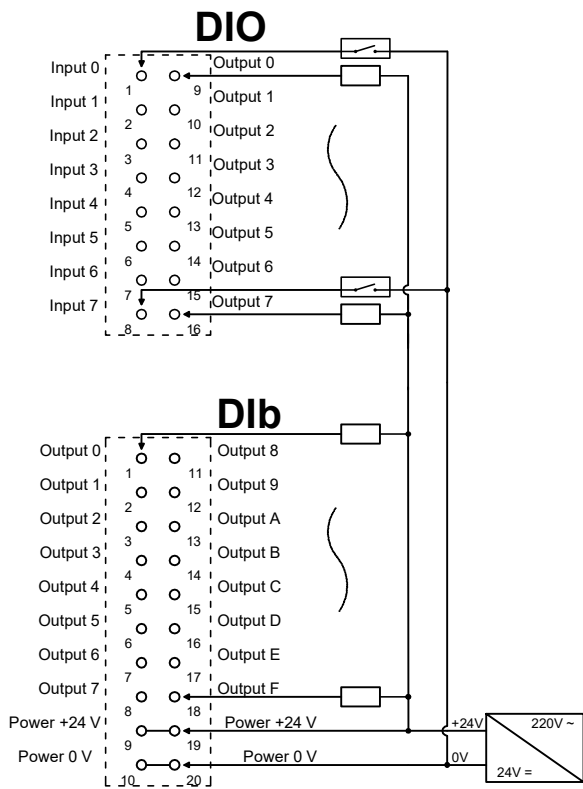 DIO
Input 0 Output 0
1 9
Input 1 Output 1
2 10
Input 2 Output 2
3 11
Input 3 Output 3
4 12
Input 4 Output 4
5 13
Input 5 Output 5
6 14
Input 6 Output 6
7 15
Input 7 Output 7
8 16
DIb
Output 0 Output 8
1 11
Output 1 Output 9
2 12
Output 2 Output A
3 13
Output 3 Output B
4 14
Output 4 Output C
5 15
Output 5 Output D
6 16
Output 6 Output E
7 17
Output 7 Output F
8 18
Power +24 V Power +24 V +24V 220V ~
9 19
Power 0 V Power 0 V 0V
10 20 24V =